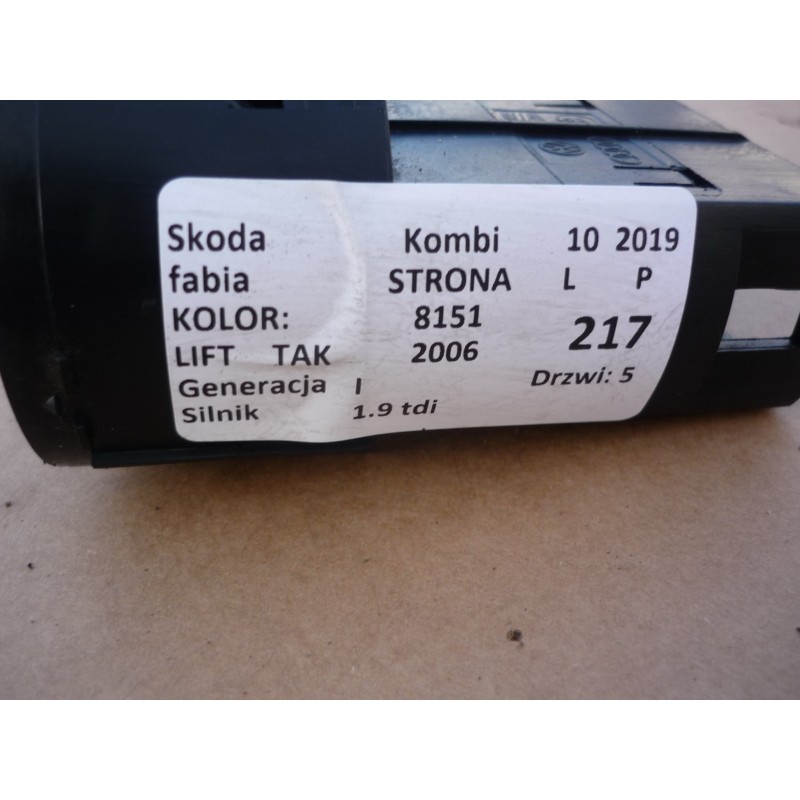 Skoda Kombi 10 2019
fabia STRONA L P
KOLOR: 8151 217
LIFT TAK 2006
Generacja I Drzwi: 5
Silnik 1.9 tdi